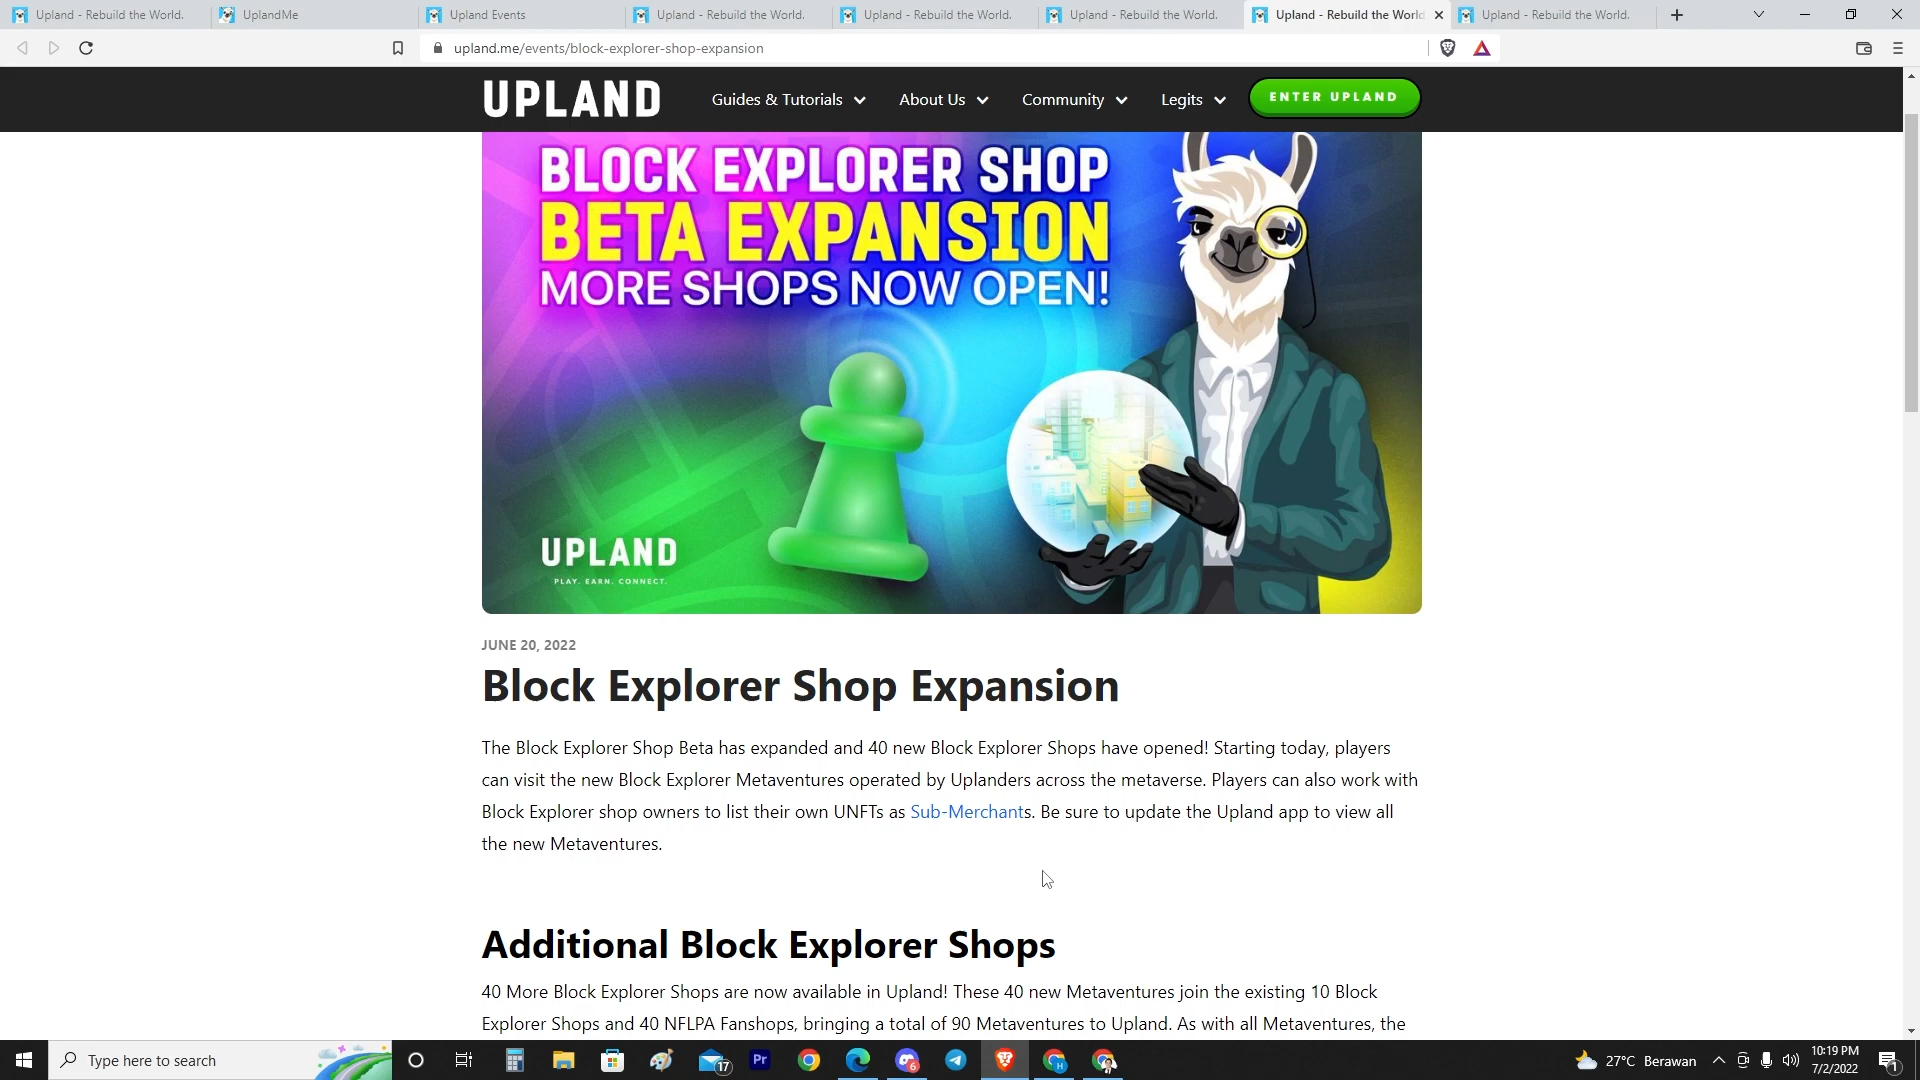 Upland - Rebuild the World.
UplandMe
Upland Events
Upland - Rebuild the World.
Upland - Rebuild the World.
Upland - Rebuild the World.
Upland - Rebuild the World
Upland - Rebuild the World.
upland.me/events/block-explorer-shop-expansion
UPLAND
Guides & Tutorials
About Us
Community
Legits
ENTER UPLAND
BLOCK EXPLORER SHOP
BETA EXPANSION
MORE SHOPS NOW OPEN!
UPLAND
PLAY. EARN. CONNECT.
JUNE 20, 2022
Block Explorer Shop Expansion
The Block Explorer Shop Beta has expanded and 40 new Block Explorer Shops have opened! Starting today, players
can visit the new Block Explorer Metaventures operated by Uplanders across the metaverse. Players can also work with
Block Explorer shop owners to list their own UNFTs as Sub-Merchants. Be sure to update the Upland app to view all
the new Metaventures.
Additional Block Explorer Shops
40 More Block Explorer Shops are now available in Upland! These 40 new Metaventures join the existing 10 Block
Explorer Shops and 40 NFLPA Fanshops, bringing a total of 90 Metaventures to Upland. As with all Metaventures, the
Type here to search
17
Pr
6
H
27°C Berawan
10:19 PM
7/2/2022
1